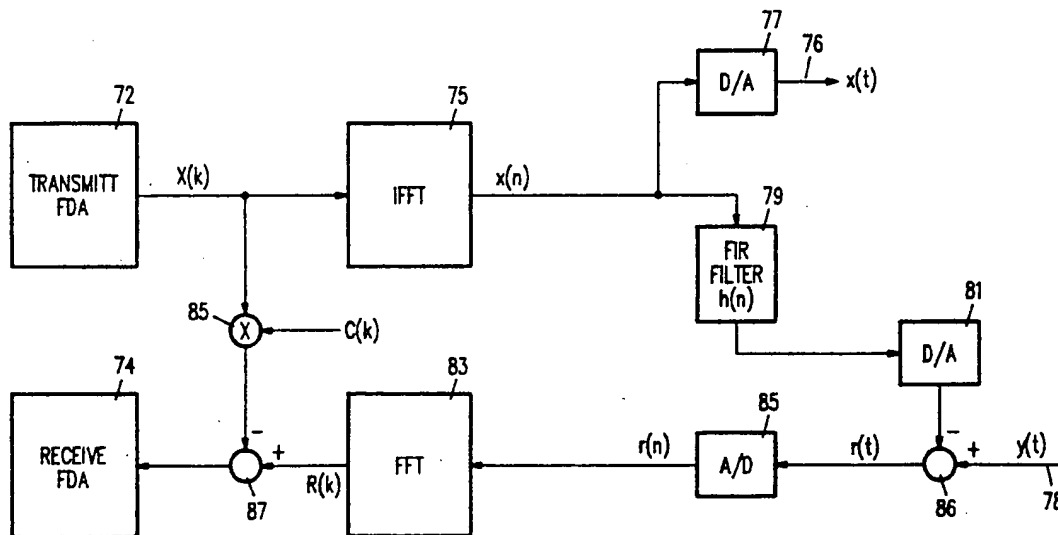 77
76
D/A
x(t)
72
75
TRANSMITT
FDA
X(k)
IFFT
x(n)
79
FIR
FILTER
h(n)
85
X
C(k)
81
D/A
74
83
85
RECEIVE
FDA
-
+
87
R(k)
FFT
r(n)
A/D
r(t)
-
+
86
y(t)
78